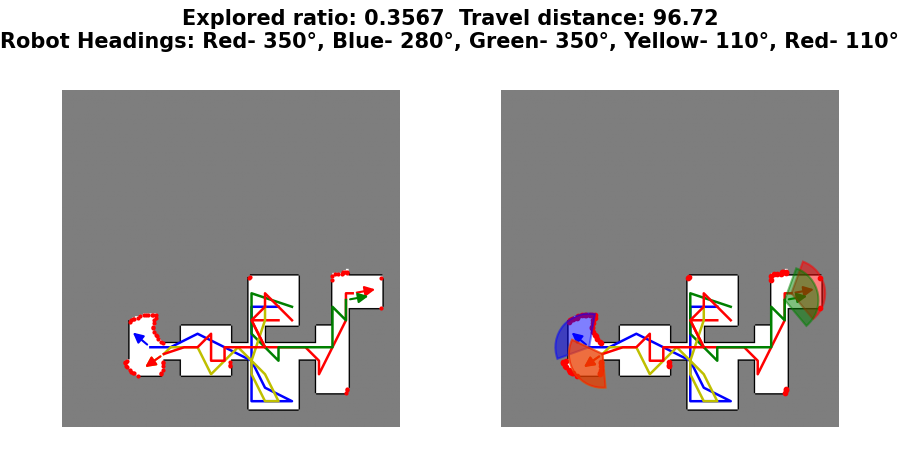 Explored ratio: 0.3567  Travel distance: 96.72
Robot Headings: Red- 350°, Blue- 280°, Green- 350°, Yellow- 110°, Red- 110°